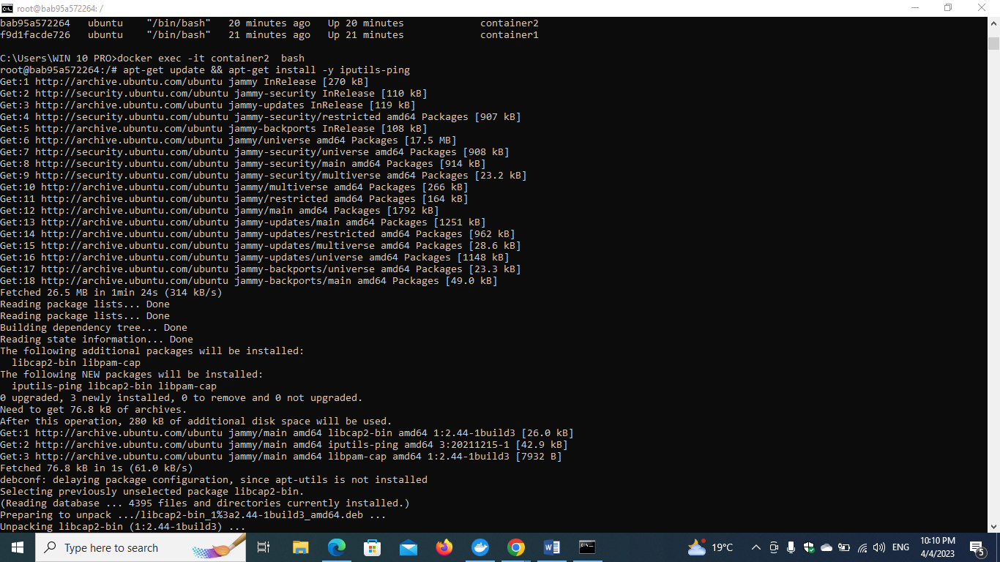 root@bab95a572264: /
bab95a572264   ubuntu    "/bin/bash"   20 minutes ago   Up 20 minutes             container2
f9d1facde726   ubuntu    "/bin/bash"   21 minutes ago   Up 21 minutes             container1
C:\Users\WIN 10 PRO>docker exec -it container2  bash
root@bab95a572264:/# apt-get update && apt-get install -y iputils-ping
Get:1 http://archive.ubuntu.com/ubuntu jammy InRelease [270 kB]
Get:2 http://security.ubuntu.com/ubuntu jammy-security InRelease [110 kB]
Get:3 http://archive.ubuntu.com/ubuntu jammy-updates InRelease [119 kB]
Get:4 http://security.ubuntu.com/ubuntu jammy-security/restricted amd64 Packages [907 kB]
Get:5 http://archive.ubuntu.com/ubuntu jammy-backports InRelease [108 kB]
Get:6 http://archive.ubuntu.com/ubuntu jammy/universe amd64 Packages [17.5 MB]
Get:7 http://security.ubuntu.com/ubuntu jammy-security/universe amd64 Packages [908 kB]
Get:8 http://security.ubuntu.com/ubuntu jammy-security/main amd64 Packages [914 kB]
Get:9 http://security.ubuntu.com/ubuntu jammy-security/multiverse amd64 Packages [23.2 kB]
Get:10 http://archive.ubuntu.com/ubuntu jammy/multiverse amd64 Packages [266 kB]
Get:11 http://archive.ubuntu.com/ubuntu jammy/restricted amd64 Packages [164 kB]
Get:12 http://archive.ubuntu.com/ubuntu jammy/main amd64 Packages [1792 kB]
Get:13 http://archive.ubuntu.com/ubuntu jammy-updates/main amd64 Packages [1251 kB]
Get:14 http://archive.ubuntu.com/ubuntu jammy-updates/restricted amd64 Packages [962 kB]
Get:15 http://archive.ubuntu.com/ubuntu jammy-updates/multiverse amd64 Packages [28.6 kB]
Get:16 http://archive.ubuntu.com/ubuntu jammy-updates/universe amd64 Packages [1148 kB]
Get:17 http://archive.ubuntu.com/ubuntu jammy-backports/universe amd64 Packages [23.3 kB]
Get:18 http://archive.ubuntu.com/ubuntu jammy-backports/main amd64 Packages [49.0 kB]
Fetched 26.5 MB in 1min 24s (314 kB/s)
Reading package lists... Done
Reading package lists... Done
Building dependency tree... Done
Reading state information... Done
The following additional packages will be installed:
  libcap2-bin libpam-cap
The following NEW packages will be installed:
  iputils-ping libcap2-bin libpam-cap
0 upgraded, 3 newly installed, 0 to remove and 0 not upgraded.
Need to get 76.8 kB of archives.
After this operation, 280 kB of additional disk space will be used.
Get:1 http://archive.ubuntu.com/ubuntu jammy/main amd64 libcap2-bin amd64 1:2.44-1build3 [26.0 kB]
Get:2 http://archive.ubuntu.com/ubuntu jammy/main amd64 iputils-ping amd64 3:20211215-1 [42.9 kB]
Get:3 http://archive.ubuntu.com/ubuntu jammy/main amd64 libpam-cap amd64 1:2.44-1build3 [7932 B]
Fetched 76.8 kB in 1s (61.0 kB/s)
debconf: delaying package configuration, since apt-utils is not installed
Selecting previously unselected package libcap2-bin.
(Reading database ... 4395 files and directories currently installed.)
Preparing to unpack .../libcap2-bin_1%3a2.44-1build3_amd64.deb ...
Unpacking libcap2-bin (1:2.44-1build3) ...
Type here to search
19°C
ENG
10:10 PM
4/4/2023
5